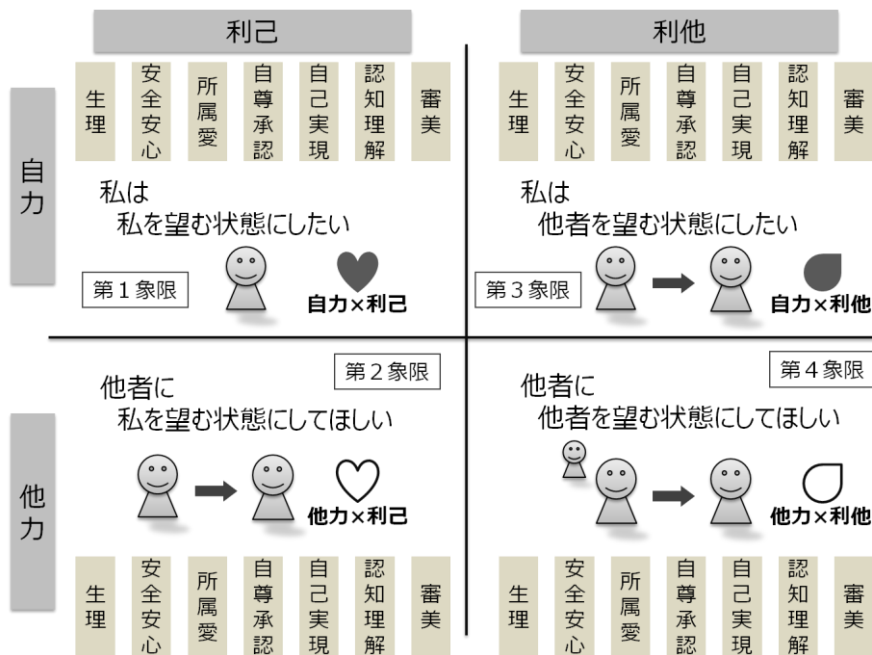 利己
利他
自力
生理
安全安心
所属愛
自尊承認
自己実現
認知理解
審美
生理
安全安心
所属愛
自尊承認
自己実現
認知理解
審美
私は
私を望む状態にしたい
第1象限
自力×利己
私は
他者を望む状態にしたい
第3象限
自力×利他
他力
第2象限
他者に
私を望む状態にしてほしい
他力×利己
第4象限
他者に
他者を望む状態にしてほしい
他力×利他
生理
安全安心
所属愛
自尊承認
自己実現
認知理解
審美
生理
安全安心
所属愛
自尊承認
自己実現
認知理解
審美